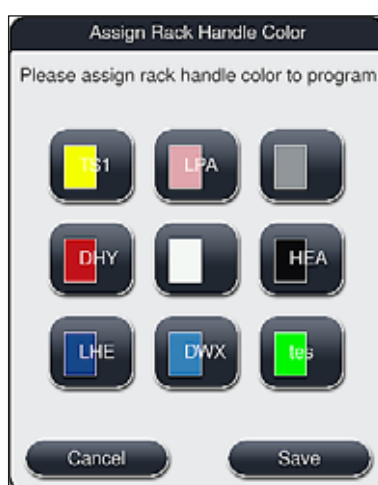 Assign Rack Handle Color
Please assign rack handle color to program
TS1 LPA
DHY HEA
LHE DWX tes
Cancel Save